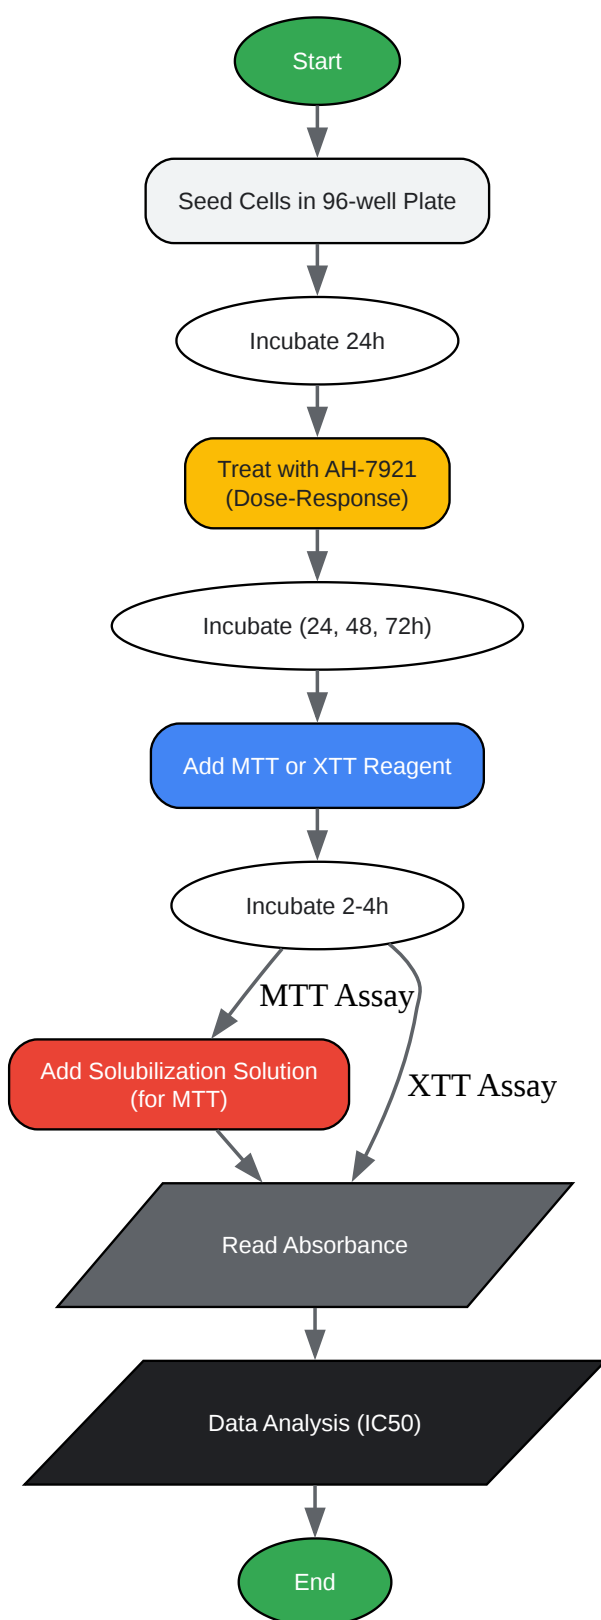 Start
Seed Cells in 96-well Plate
Incubate 24h
Treat with AH-7921
(Dose-Response)
Incubate (24, 48, 72h)
Add MTT or XTT Reagent
Incubate 2-4h
MTT Assay
Add Solubilization Solution
(for MTT)
XTT Assay
Read Absorbance
Data Analysis (IC50)
End